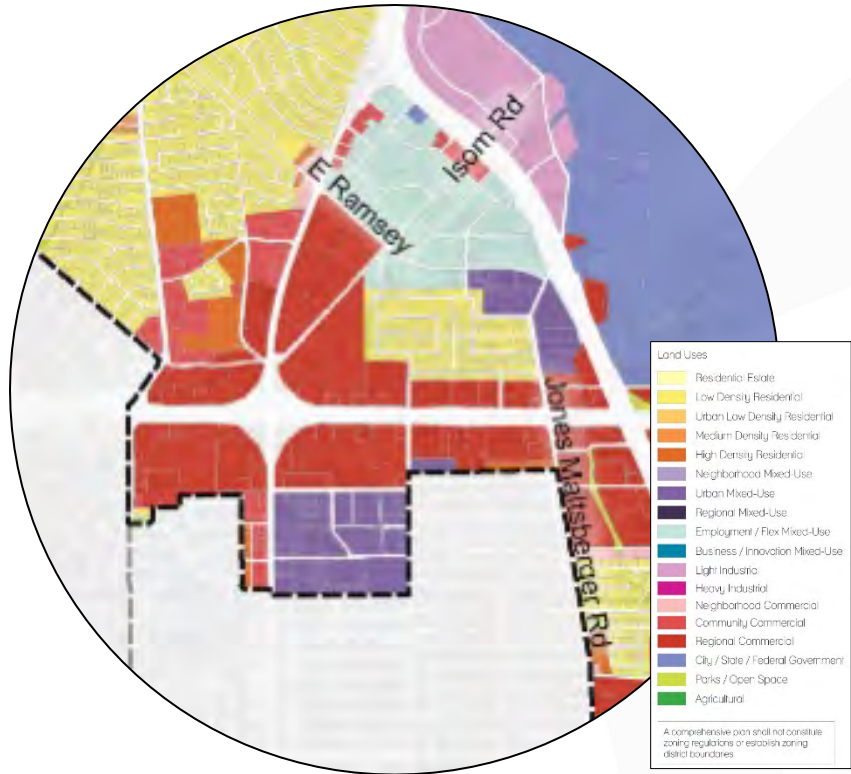 Isom Rd
E Ramsey
Jones Maltsberger Rd
Land Uses
Residential Estate
Low Density Residential
Urban Low Density Residential
Medium Density Residential
High Density Residential
Neighborhood Mixed-Use
Urban Mixed-Use
Regional Mixed-Use
Employment / Flex Mixed-Use
Business / Innovation Mixed-Use
Light Industrial
Heavy Industrial
Neighborhood Commercial
Community Commercial
Regional Commercial
City / State / Federal Government
Parks / Open Space
Agricultural
A comprehensive plan shall not constitute
zoning regulations or establish zoning
district boundaries.